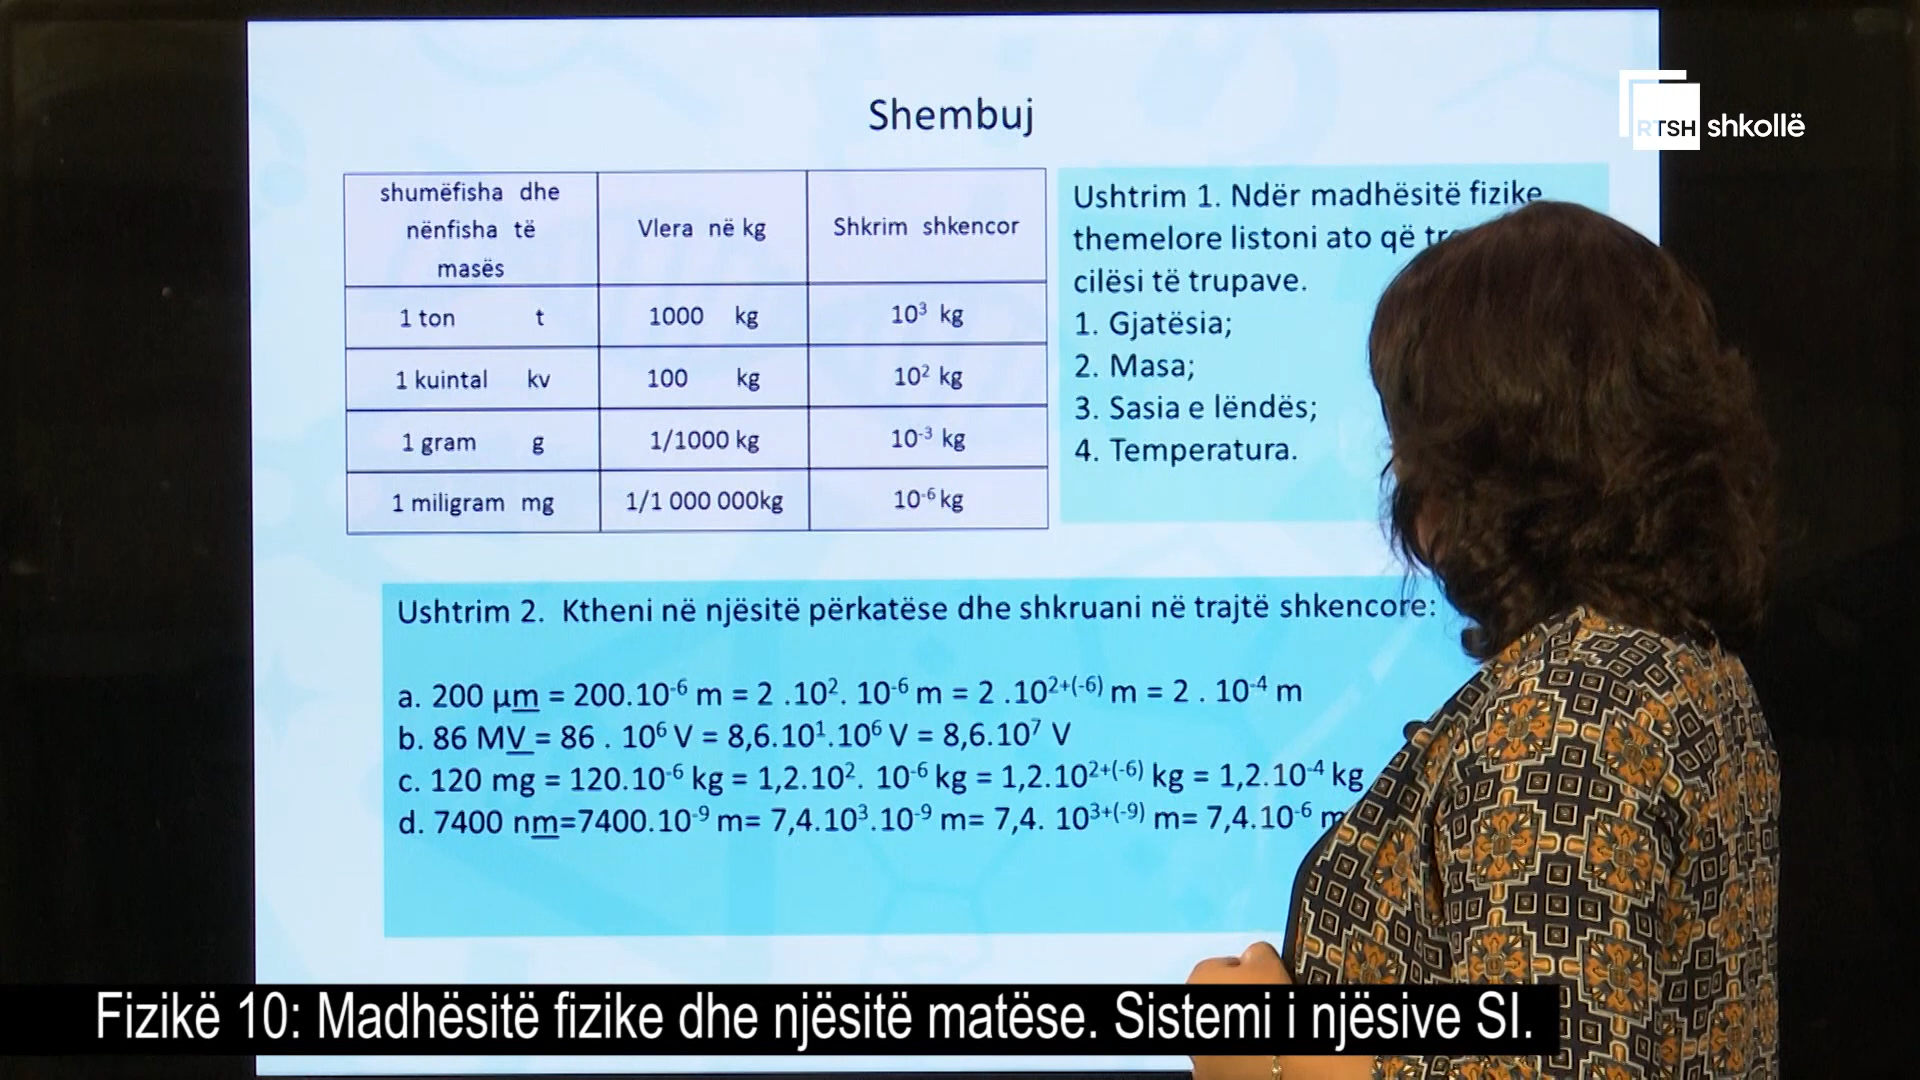 Shembuj
RTSH shkollë
shumëfisha dhe
nënfisha të
masës
Vlera në kg
Shkrim shkencor
1 ton t
1000 kg
10³ kg
1 kuintal kv
100 kg
10² kg
1 gram g
1/1000 kg
10⁻³ kg
1 miligram mg
1/1 000 000kg
10⁻⁶ kg
Ushtrim 1. Ndër madhësitë fizike
themelore listoni ato që
cilësi të trupave.
1. Gjatësia;
2. Masa;
3. Sasia e lëndës;
4. Temperatura.
Ushtrim 2. Ktheni në njësitë përkatëse dhe shkruani në trajtë shkencore:
a. 200 µm = 200.10⁻⁶ m = 2 .10². 10⁻⁶ m = 2 .10²⁺⁽⁻⁶⁾ m = 2 . 10⁻⁴ m
b. 86 MV = 86 . 10⁶ V = 8,6.10¹.10⁶ V = 8,6.10⁷ V
c. 120 mg = 120.10⁻⁶ kg = 1,2.10². 10⁻⁶ kg = 1,2.10²⁺⁽⁻⁶⁾ kg = 1,2.10⁻⁴ kg
d. 7400 nm=7400.10⁻⁹ m= 7,4.10³.10⁻⁹ m= 7,4. 10³⁺⁽⁻⁹⁾ m= 7,4.10⁻⁶ m
Fizikë 10: Madhësitë fizike dhe njësitë matëse. Sistemi i njësive SI.